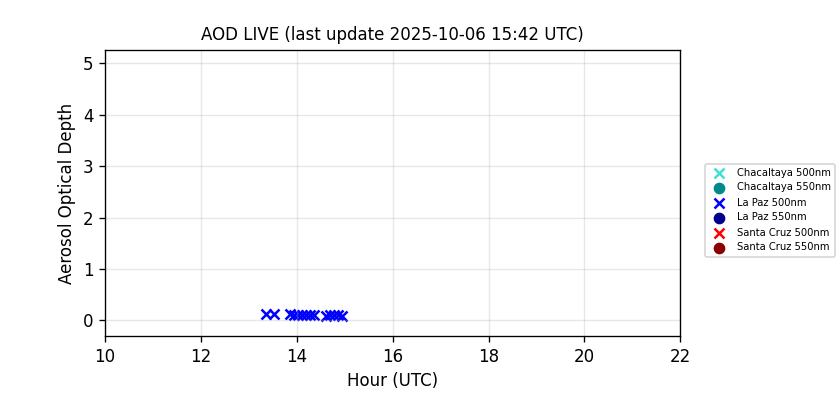 AOD LIVE (last update 2025-10-06 15:42 UTC)
5
4
3
2
1
0
Aerosol Optical Depth
10 12 14 16 18 20 22
Hour (UTC)
Chacaltaya 500nm
Chacaltaya 550nm
La Paz 500nm
La Paz 550nm
Santa Cruz 500nm
Santa Cruz 550nm